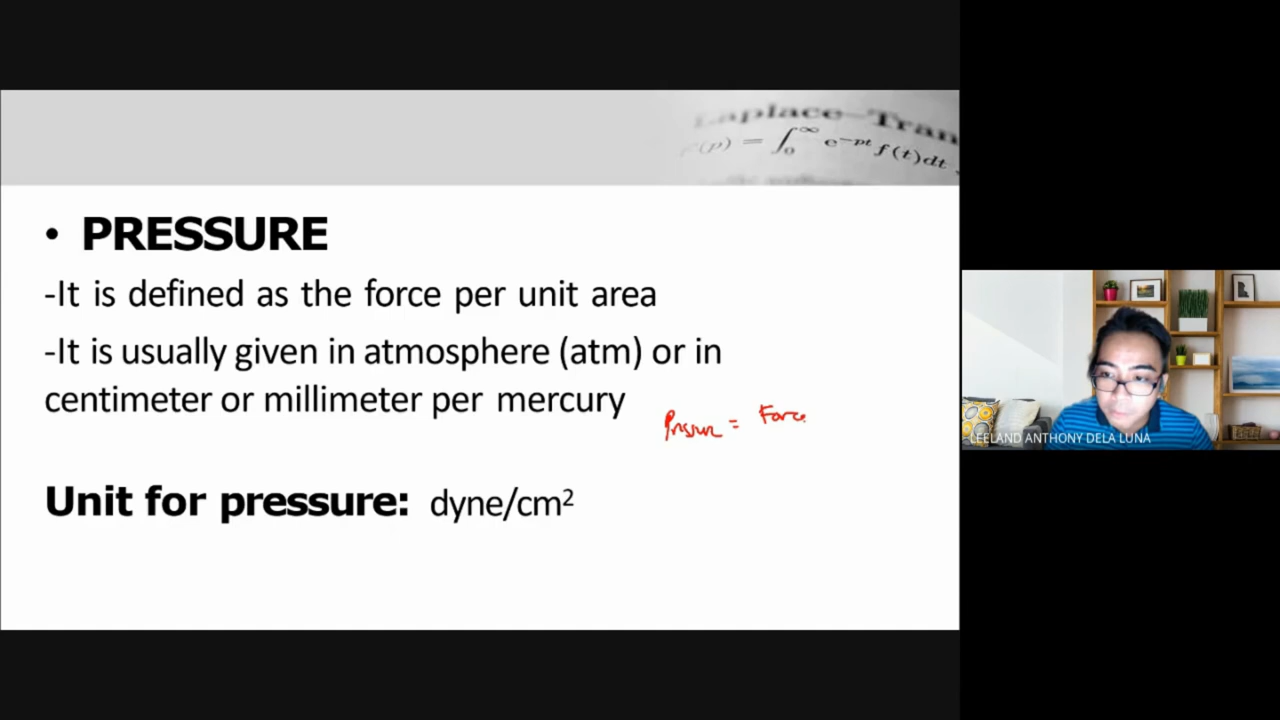 Laplace-Tran
F(p) = ∫₀^∞ e^-pt f(t)dt
• PRESSURE
-It is defined as the force per unit area
-It is usually given in atmosphere (atm) or in
centimeter or millimeter per mercury
Pressure = Force
Unit for pressure: dyne/cm²
LEELAND ANTHONY DELA LUNA